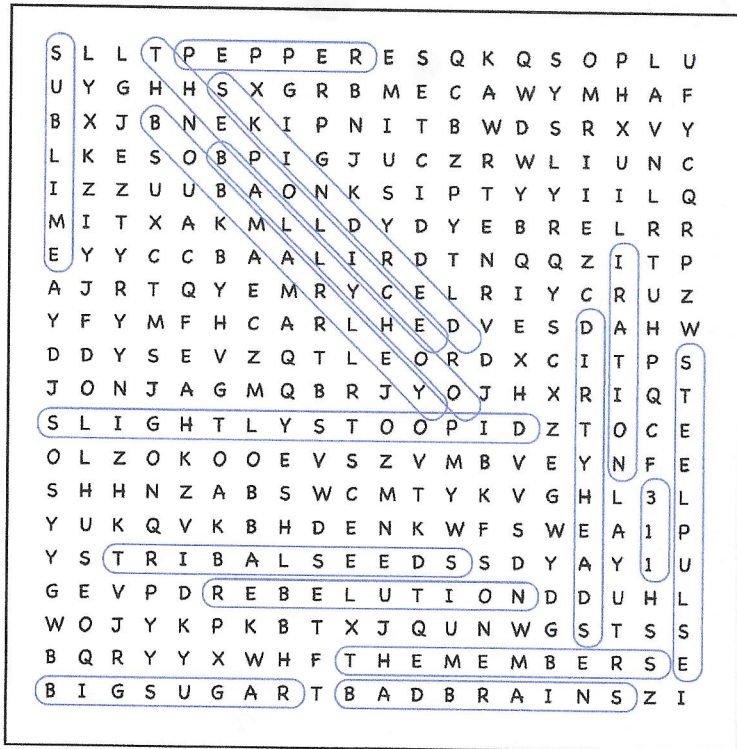 S L L T P E P P E R E S Q K Q S O P L U
U Y G H H S X G R B M E C A W Y M H A F
B X J B N E K I P N I T B W D S R X V Y
L K E S O B P I G J U C Z R W L I U N C
I Z Z U U B A O N K S I P T Y Y I I L Q
M I T X A K M L L D Y D Y E B R E L R R
E Y Y C C B A A L I R D T N Q Q Z I T P
A J R T Q Y E M R Y C E L R I Y C R U Z
Y F Y M F H C A R L H E D V E S D A H W
D D Y S E V Z Q T L E O R D X C I T P S
J O N J A G M Q B R J Y O J H X R I Q T
S L I G H T L Y S T O O P I D Z T O C E
O L Z O K O O E V S Z V M B V E Y N F E
S H H N Z A B S W C M T Y K V G H L 3 L
Y U K Q V K B H D E N K W F S W E A 1 P
Y S T R I B A L S E E D S S D Y A Y 1 U
G E V P D R E B E L U T I O N D D U H L
W O J Y K P K B T X J Q U N W G S T S S
B Q R Y Y X W H F T H E M E M B E R S E
B I G S U G A R T B A D B R A I N S Z I